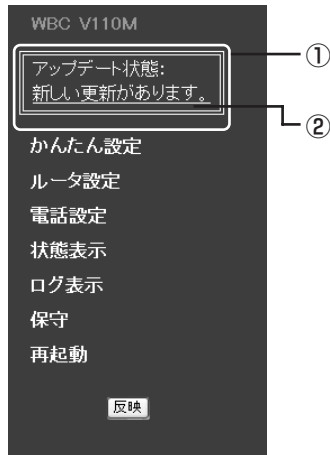 WBC V110M
アップデート状態:
新しい更新があります。
①
②
かんたん設定
ルータ設定
電話設定
状態表示
ログ表示
保守
再起動
反映